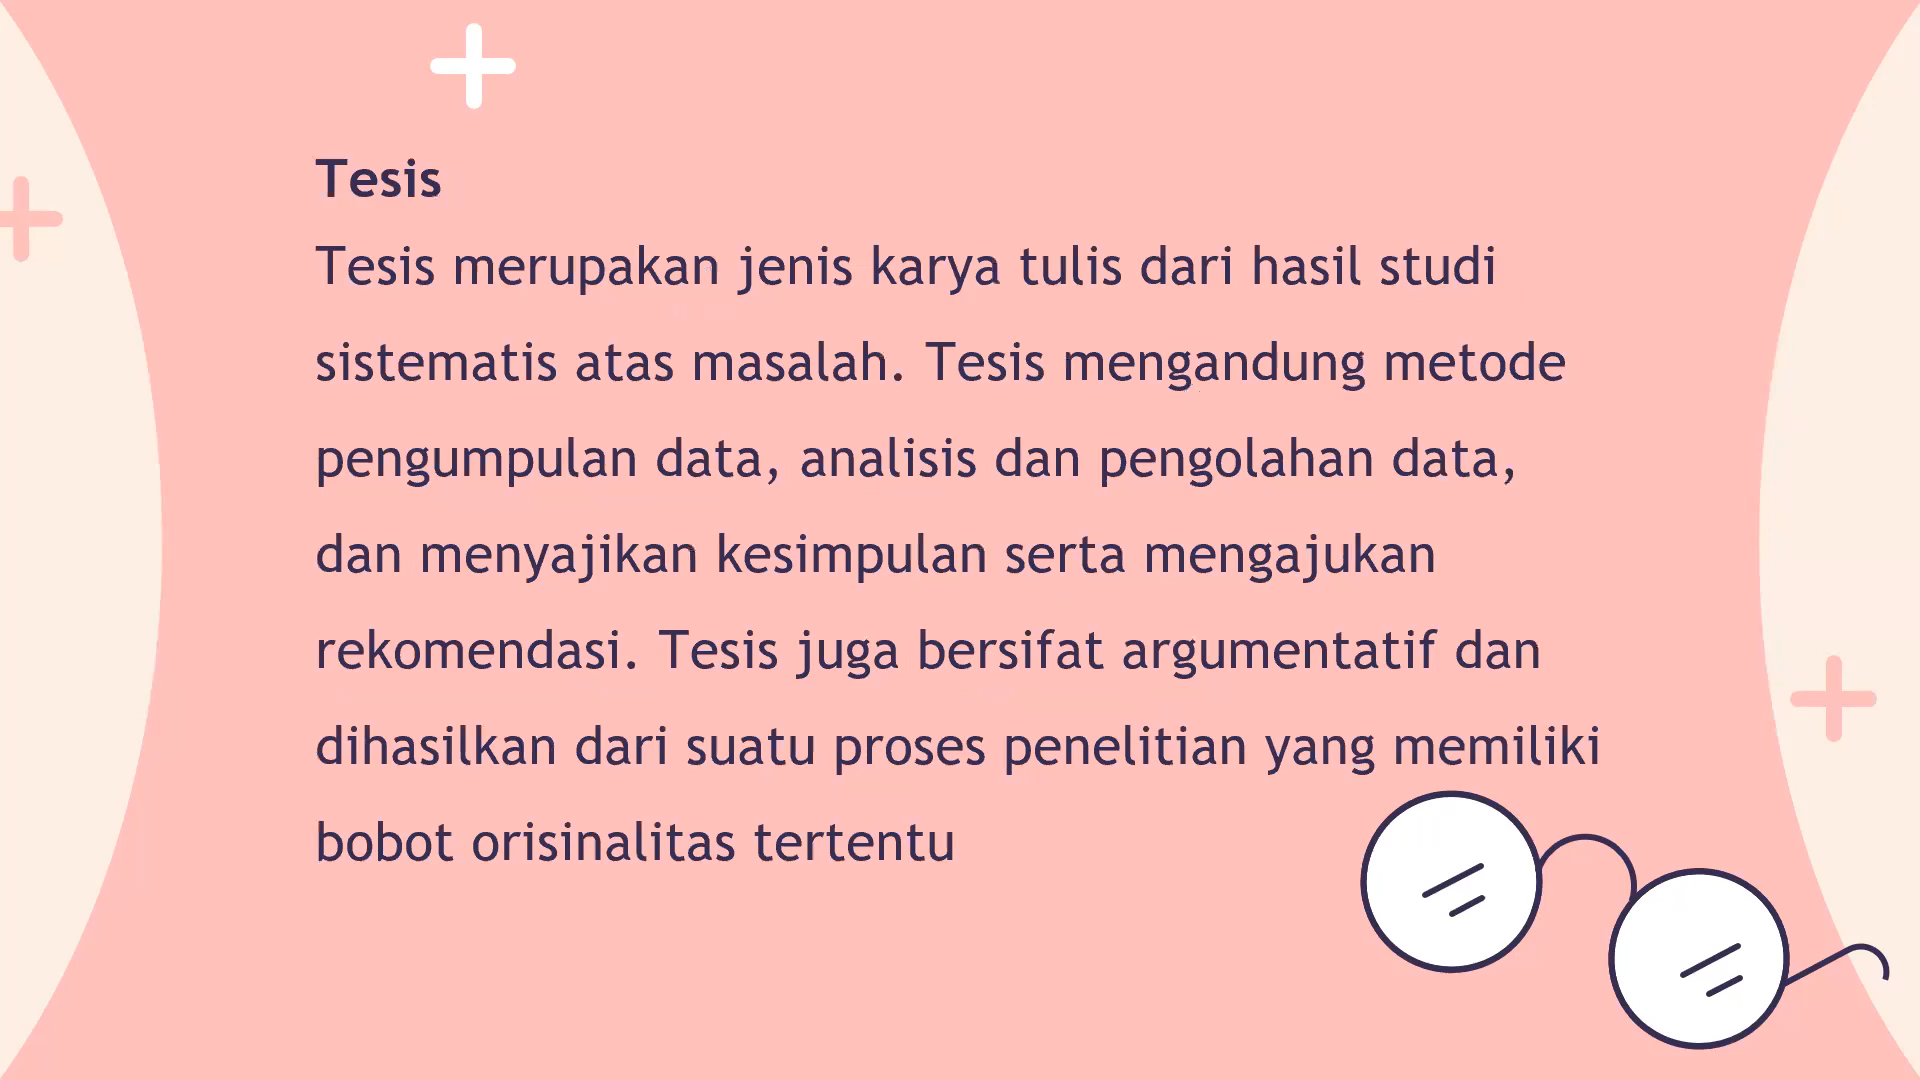 Tesis
Tesis merupakan jenis karya tulis dari hasil studi
sistematis atas masalah. Tesis mengandung metode
pengumpulan data, analisis dan pengolahan data,
dan menyajikan kesimpulan serta mengajukan
rekomendasi. Tesis juga bersifat argumentatif dan
dihasilkan dari suatu proses penelitian yang memiliki
bobot orisinalitas tertentu